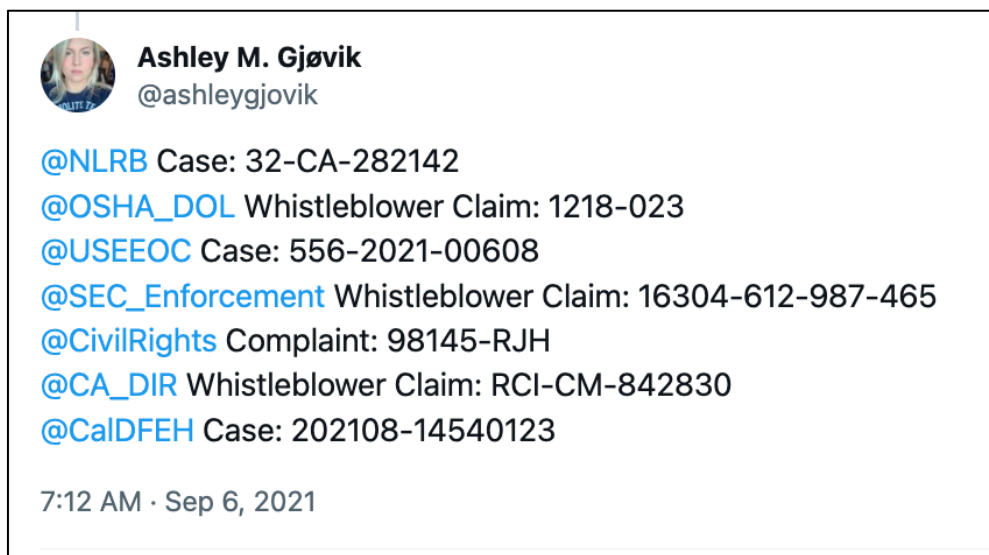 Ashley M. Gjøvik
@ashleygjovik
@NLRB Case: 32-CA-282142
@OSHA_DOL Whistleblower Claim: 1218-023
@USEEOC Case: 556-2021-00608
@SEC_Enforcement Whistleblower Claim: 16304-612-987-465
@CivilRights Complaint: 98145-RJH
@CA_DIR Whistleblower Claim: RCI-CM-842830
@CalDFEH Case: 202108-14540123
7:12 AM · Sep 6, 2021